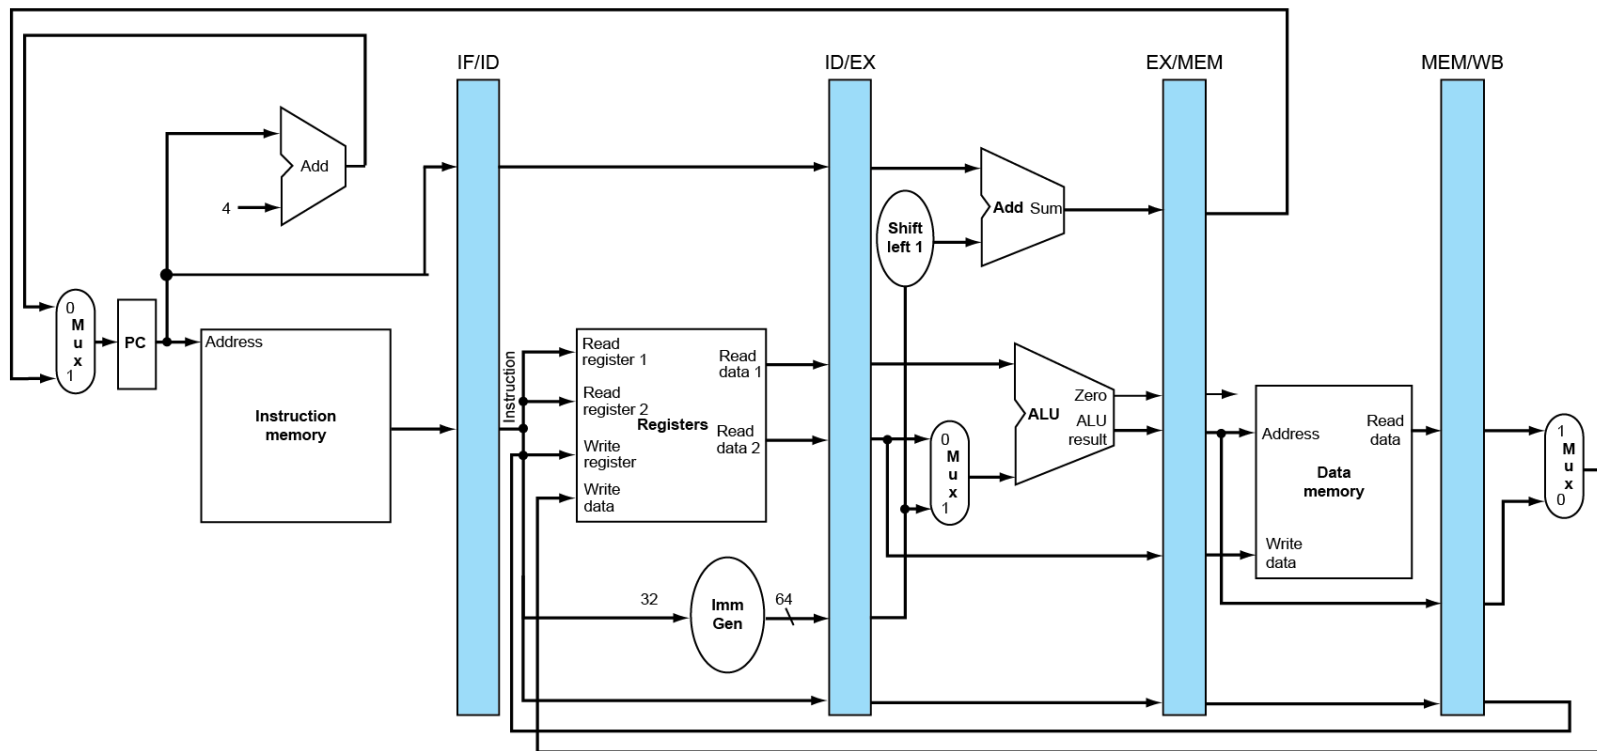 IF/ID
ID/EX
EX/MEM
MEM/WB
Add
4
Add Sum
Shift
left 1
0
M
u
x
1
PC
Address
Instruction
memory
Instruction
Read
register 1
Read
register 2
Write
register
Write
data
Registers
Read
data 1
Read
data 2
0
M
u
x
1
Zero
ALU
ALU
result
Address
Write
data
Data
memory
Read
data
1
M
u
x
0
32
Imm
Gen
64